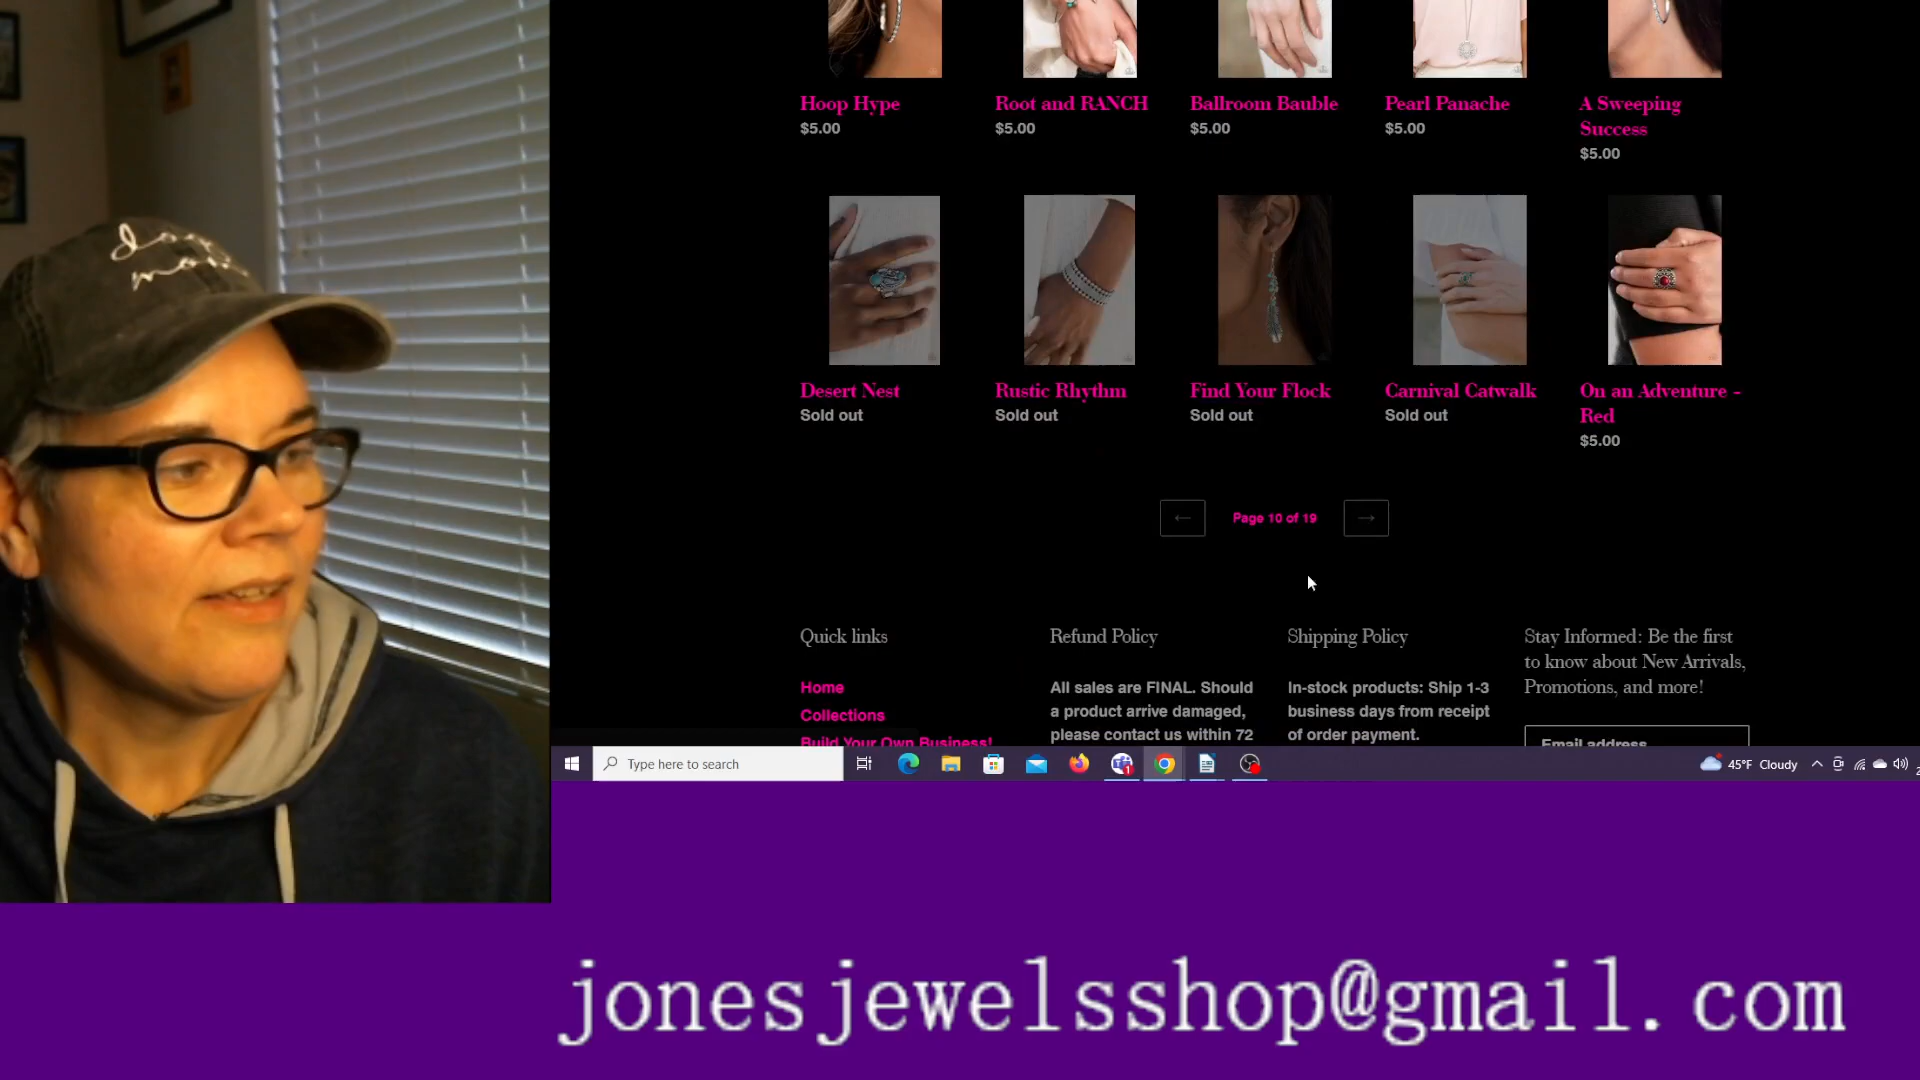 Hoop Hype
$5.00
Root and RANCH
$5.00
Ballroom Bauble
$5.00
Pearl Panache
$5.00
A Sweeping
Success
$5.00
Desert Nest
Sold out
Rustic Rhythm
Sold out
Find Your Flock
Sold out
Carnival Catwalk
Sold out
On an Adventure -
Red
$5.00
← Page 10 of 19 →
Quick links
Home
Collections
Build Your Own Business!
Refund Policy
All sales are FINAL. Should
a product arrive damaged,
please contact us within 72
Shipping Policy
In-stock products: Ship 1-3
business days from receipt
of order payment.
Stay Informed: Be the first
to know about New Arrivals,
Promotions, and more!
Email address
Type here to search
45°F Cloudy
jonesjewelsshop@gmail.com